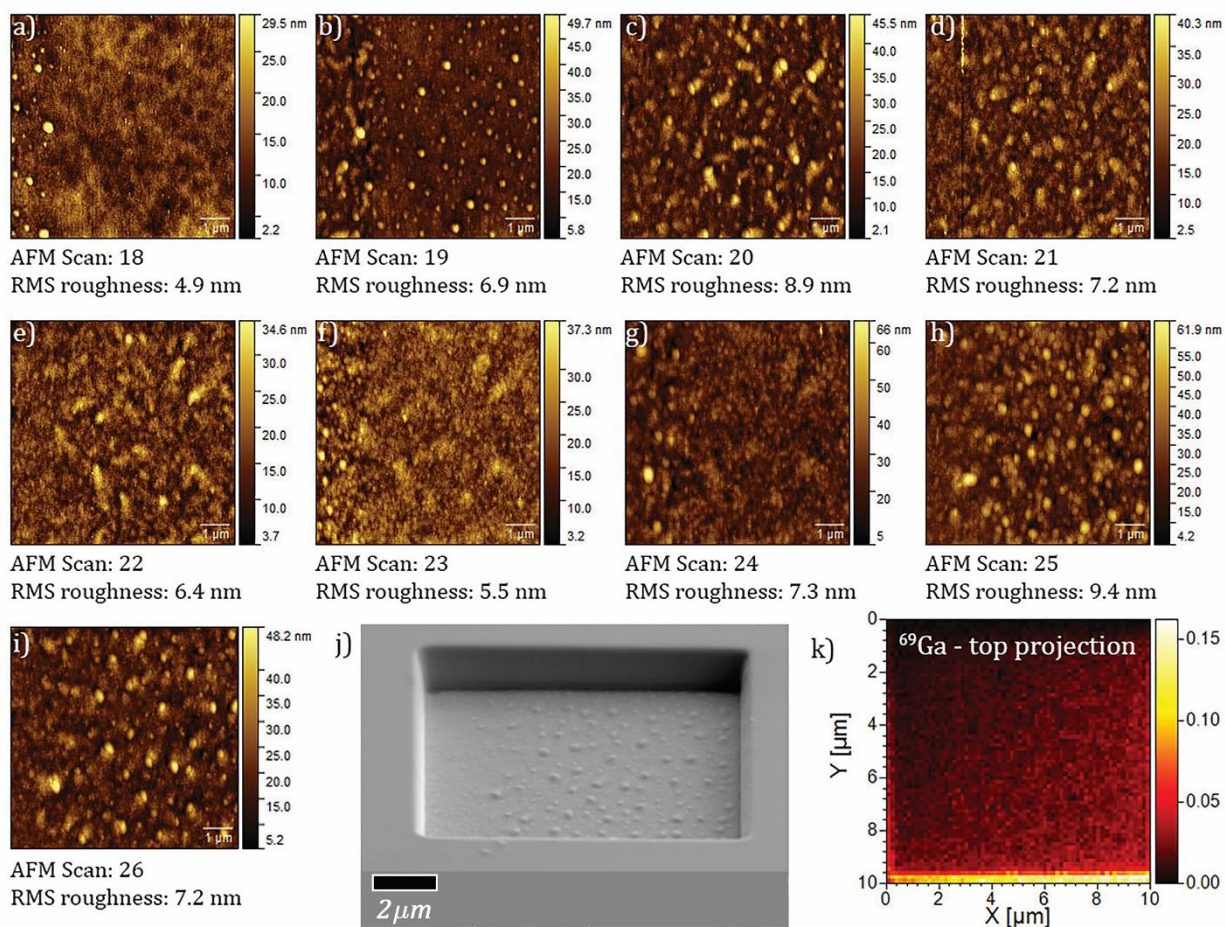 a)
29.5 nm
25.0
20.0
15.0
10.0
2.2
1 µm
AFM Scan: 18
RMS roughness: 4.9 nm
b)
49.7 nm
45.0
40.0
35.0
30.0
25.0
20.0
15.0
10.0
5.8
1 µm
AFM Scan: 19
RMS roughness: 6.9 nm
c)
45.5 nm
40.0
35.0
30.0
25.0
20.0
15.0
10.0
2.1
1 µm
AFM Scan: 20
RMS roughness: 8.9 nm
d)
40.3 nm
35.0
30.0
25.0
20.0
15.0
10.0
2.5
1 µm
AFM Scan: 21
RMS roughness: 7.2 nm
e)
34.6 nm
30.0
25.0
20.0
15.0
10.0
3.7
1 µm
AFM Scan: 22
RMS roughness: 6.4 nm
f)
37.3 nm
30.0
25.0
20.0
15.0
10.0
3.2
1 µm
AFM Scan: 23
RMS roughness: 5.5 nm
g)
66 nm
60
50
40
30
20
5
1 µm
AFM Scan: 24
RMS roughness: 7.3 nm
h)
61.9 nm
55.0
50.0
45.0
40.0
35.0
30.0
25.0
20.0
15.0
4.2
1 µm
AFM Scan: 25
RMS roughness: 9.4 nm
i)
48.2 nm
40.0
35.0
30.0
25.0
20.0
15.0
5.2
1 µm
AFM Scan: 26
RMS roughness: 7.2 nm
j)
2µm
k)
⁶⁹Ga - top projection
0
2
4
6
8
10
Y [µm]
0 2 4 6 8 10
X [µm]
0.15
0.10
0.05
0.00